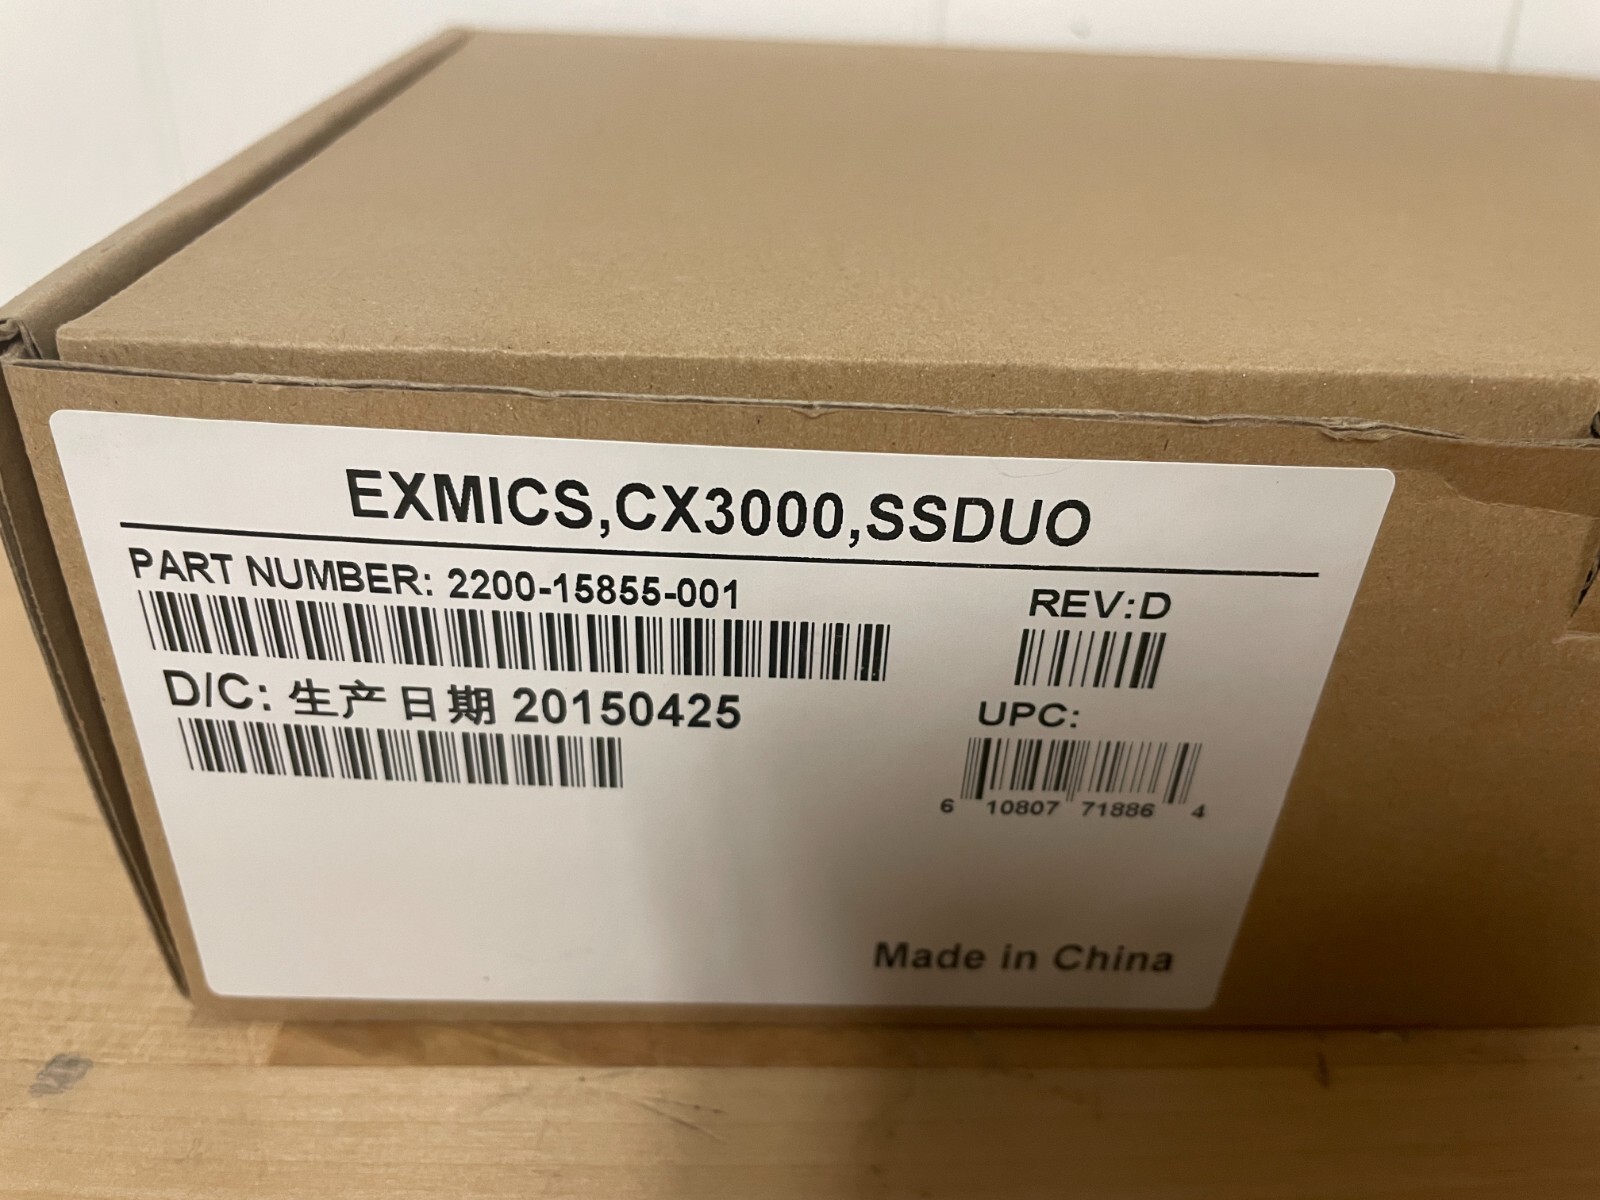 EXMICS,CX3000,SSDUO
PART NUMBER: 2200-15855-001
REV:D
D/C: 生产日期 20150425
UPC:
6 10807 71886 4
Made in China